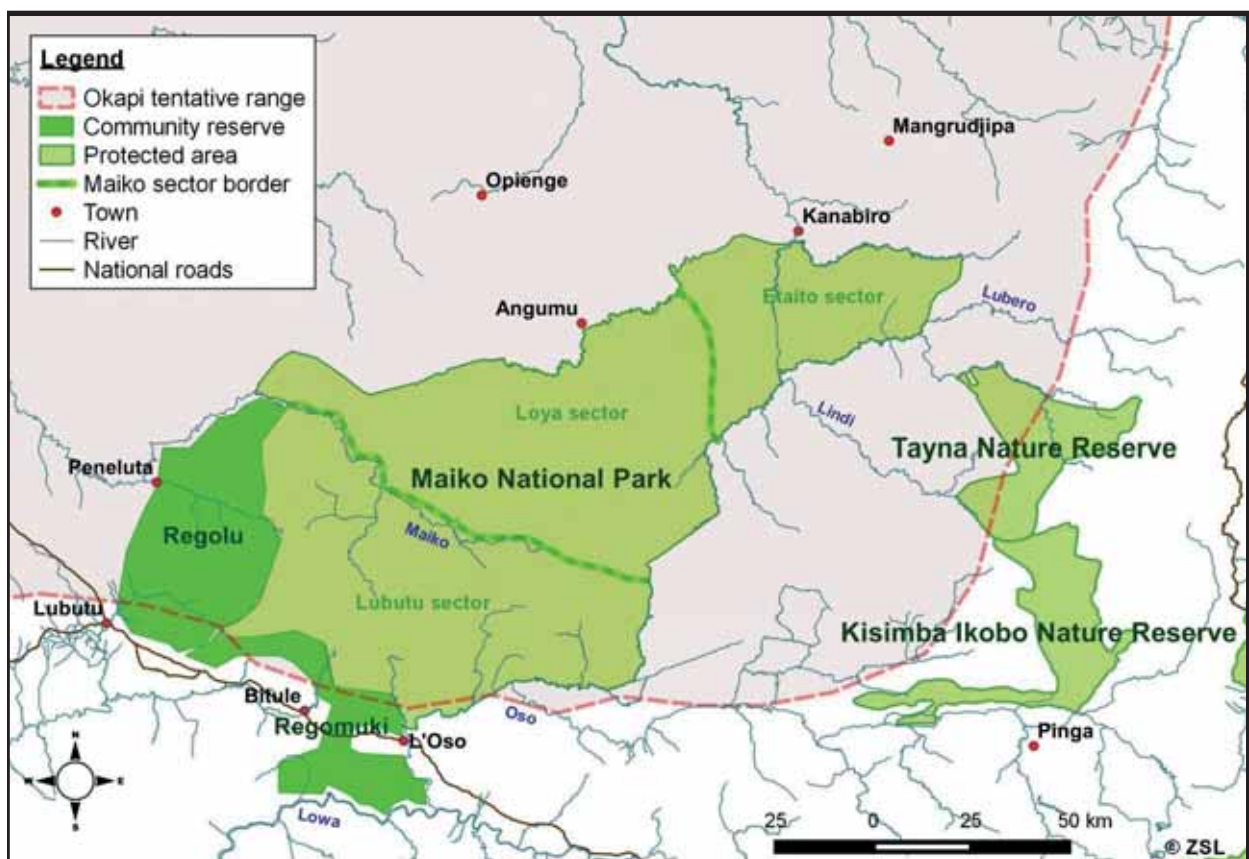 Legend
Okapi tentative range
Community reserve
Protected area
Maiko sector border
Town
River
National roads
Mangrudjipa
Opienge
Kanabiro
Etaito sector
Lubero
Angumu
Loya sector
Lindi
Tayna Nature Reserve
Peneluta
Maiko National Park
Regolu
Maiko
Lubutu sector
Lubutu
Kisimba Ikobo Nature Reserve
Bitule
Regomuki
Oso
L'Oso
Pinga
N
W
E
S
Lowa
25 0 25 50 km
© ZSL